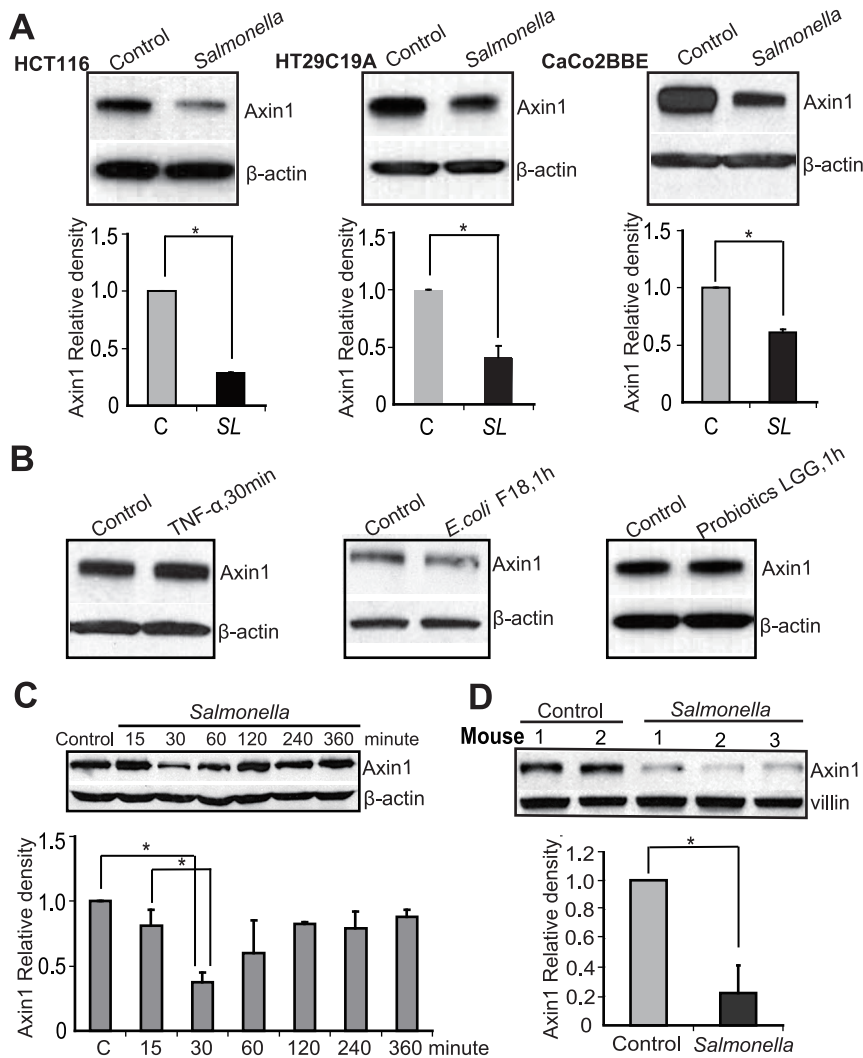 A
HCT116 Control Salmonella
Axin1
β-actin
Axin1 Relative density
1.5
1.0
0.5
0
*
C SL
HT29C19A Control Salmonella
Axin1
β-actin
Axin1 Relative density
1.5
1.0
0.5
0
*
C SL
CaCo2BBE Control Salmonella
Axin1
β-actin
Axin1 Relative density
1.5
1.0
0.5
0
*
C SL
B
Control TNF-α,30min
Axin1
β-actin
Control E.coli F18,1h
Axin1
β-actin
Control Probiotics LGG,1h
Axin1
β-actin
C
Salmonella
Control 15 30 60 120 240 360 minute
Axin1
β-actin
Axin1 Relative density
1.5
1.0
0.5
0
*
*
C 15 30 60 120 240 360 minute
D
Control Salmonella
Mouse 1 2 1 2 3
Axin1
villin
Axin1 Relative density
1.2
1.0
0.8
0.6
0.4
0.2
0
*
Control Salmonella